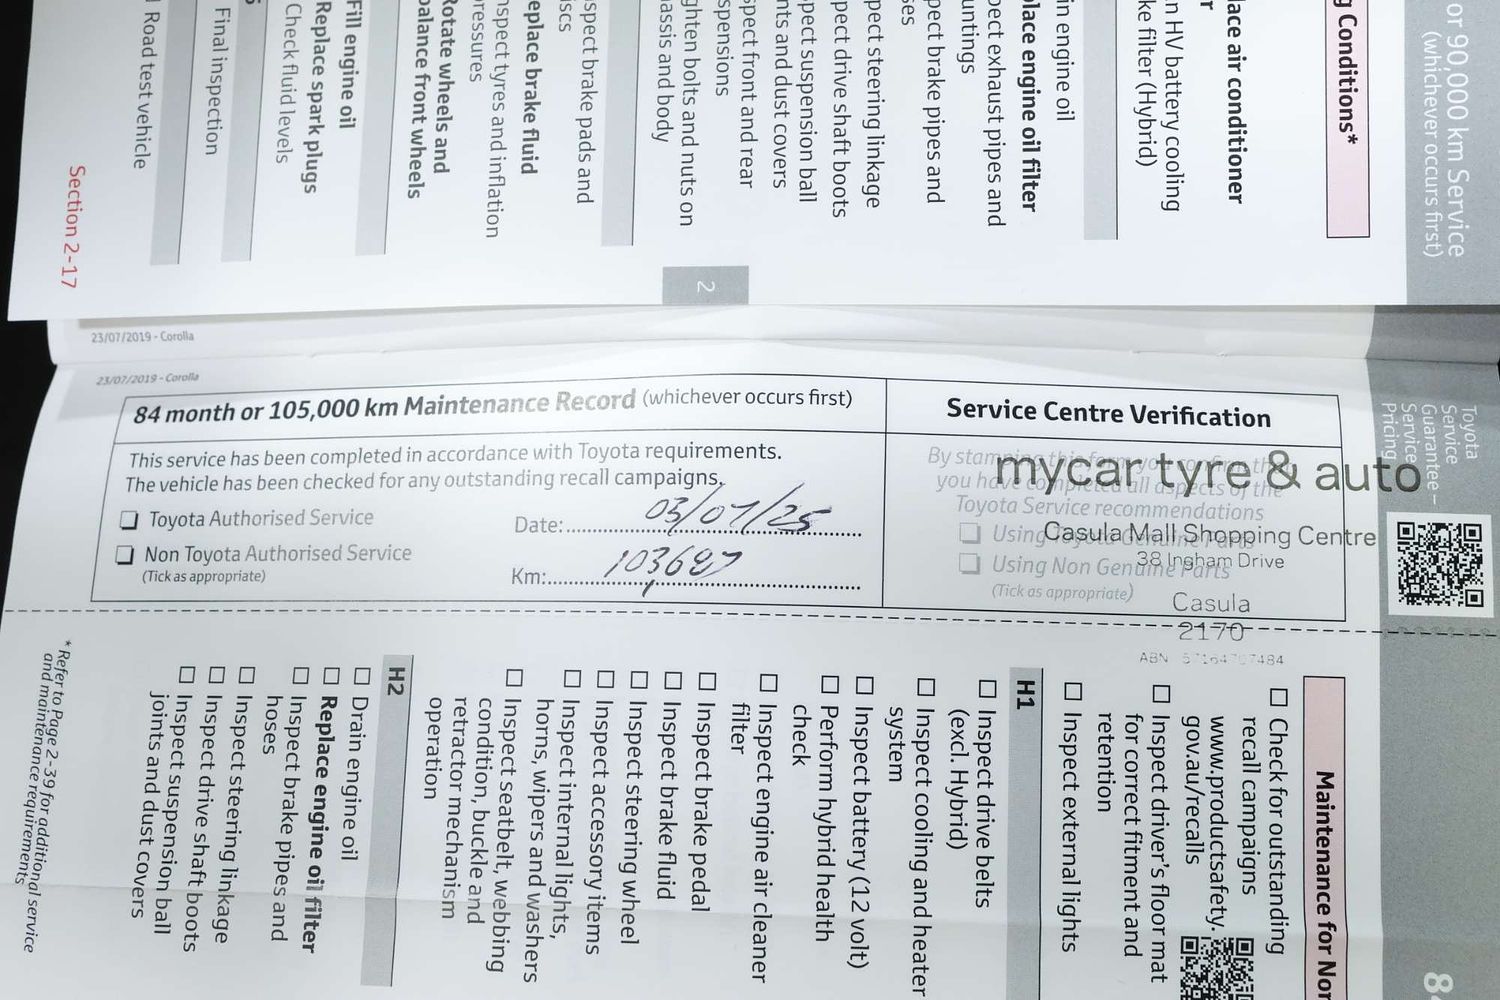 or 90,000 km Service
(whichever occurs first)
g Conditions*
lace air conditioner
r
n HV battery cooling
ke filter (Hybrid)
in engine oil
lace engine oil filter
pect exhaust pipes and
untings
pect brake pipes and
ses
pect steering linkage
pect drive shaft boots
pect suspension ball
nts and dust covers
spect front and rear
spensions
ghten bolts and nuts on
assis and body
2
spect brake pads and
iscs
eplace brake fluid
nspect tyres and inflation
ressures
Rotate wheels and
balance front wheels
Fill engine oil
Replace spark plugs
Check fluid levels
Final inspection
Road test vehicle
Section 2-17
23/07/2019 - Corolla
23/07/2019 - Corolla
84 month or 105,000 km Maintenance Record (whichever occurs first)
This service has been completed in accordance with Toyota requirements.
The vehicle has been checked for any outstanding recall campaigns.
Toyota Authorised Service
Non Toyota Authorised Service
(Tick as appropriate)
Date: 03/07/25
Km: 103687
Service Centre Verification
By stamping this form you confirm th
you have completed all aspects of the
Toyota Service recommendations
Using Toyota Genuine Parts
Using Non Genuine Parts
(Tick as appropriate)
mycar tyre & auto
Casula Mall Shopping Centre
38 Ingham Drive
Casula
2170
ABN
Toyota
Service
Guarantee –
Service
Pricing
8
Maintenance for Nor
Check for outstanding
recall campaigns
www.productsafety.
gov.au/recalls
Inspect driver's floor mat
for correct fitment and
retention
Inspect external lights
H1
Inspect drive belts
(excl. Hybrid)
Inspect cooling and heater
system
Inspect battery (12 volt)
Perform hybrid health
check
Inspect engine air cleaner
filter
Inspect brake pedal
Inspect brake fluid
Inspect steering wheel
Inspect accessory items
Inspect internal lights,
horns, wipers and washers
Inspect seatbelt, webbing
condition, buckle and
retractor mechanism
operation
H2
Drain engine oil
Replace engine oil filter
Inspect brake pipes and
hoses
Inspect steering linkage
Inspect drive shaft boots
Inspect suspension ball
joints and dust covers
* Refer to Page 2-39 for additional service
and maintenance requirements